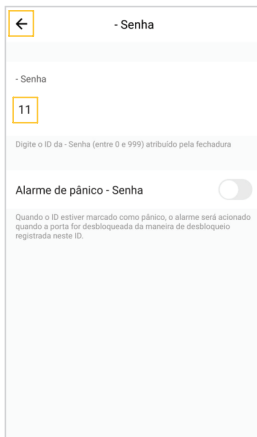 - Senha
- Senha
11
Digite o ID da - Senha (entre 0 e 999) atribuído pela fechadura
Alarme de pânico - Senha
Quando o ID estiver marcado como pânico, o alarme será acionado
quando a porta for desbloqueada da maneira de desbloqueio
registrada neste ID.